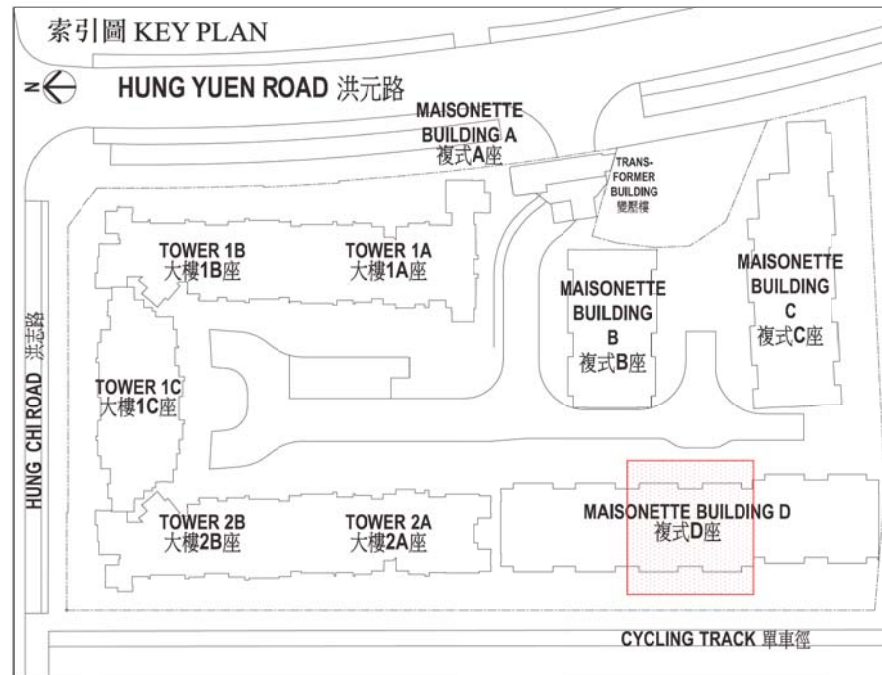 索引圖 KEY PLAN
N
HUNG YUEN ROAD 洪元路
MAISONETTE
BUILDING A
複式A座
TRANS-
FORMER
BUILDING
變壓樓
TOWER 1B
大樓1B座
TOWER 1A
大樓1A座
MAISONETTE
BUILDING
B
複式B座
MAISONETTE
BUILDING
C
複式C座
HUNG CHI ROAD 洪志路
TOWER 1C
大樓1C座
TOWER 2B
大樓2B座
TOWER 2A
大樓2A座
MAISONETTE BUILDING D
複式D座
CYCLING TRACK 單車徑